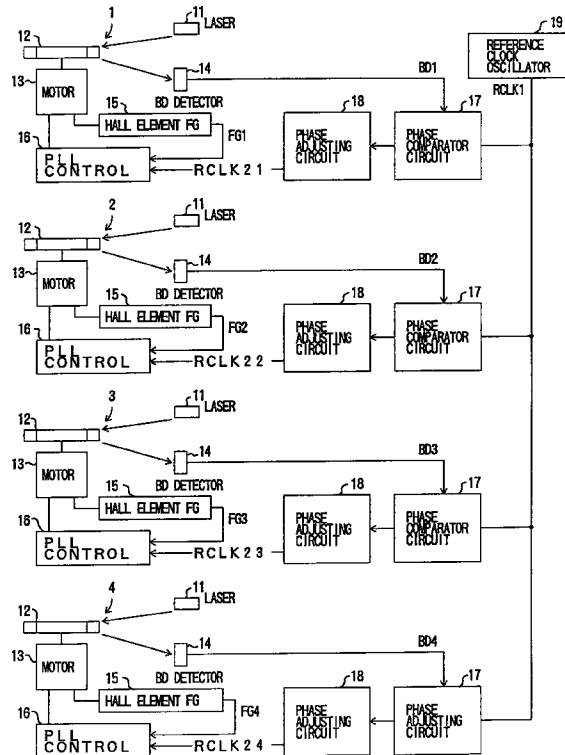 19
REFERENCE
CLOCK
OSCILLATOR
RCLK1
1
12
11
LASER
13
MOTOR
14
BD DETECTOR
BD1
15
HALL ELEMENT FG
FG1
16
PLL
CONTROL
RCLK21
18
PHASE
ADJUSTING
CIRCUIT
17
PHASE
COMPARATOR
CIRCUIT
2
12
11
LASER
13
MOTOR
14
BD DETECTOR
BD2
15
HALL ELEMENT FG
FG2
16
PLL
CONTROL
RCLK22
18
PHASE
ADJUSTING
CIRCUIT
17
PHASE
COMPARATOR
CIRCUIT
3
12
11
LASER
13
MOTOR
14
BD DETECTOR
BD3
15
HALL ELEMENT FG
FG3
16
PLL
CONTROL
RCLK23
18
PHASE
ADJUSTING
CIRCUIT
17
PHASE
COMPARATOR
CIRCUIT
4
12
11
LASER
13
MOTOR
14
BD DETECTOR
BD4
15
HALL ELEMENT FG
FG4
16
PLL
CONTROL
RCLK24
18
PHASE
ADJUSTING
CIRCUIT
17
PHASE
ADJUSTING
CIRCUIT